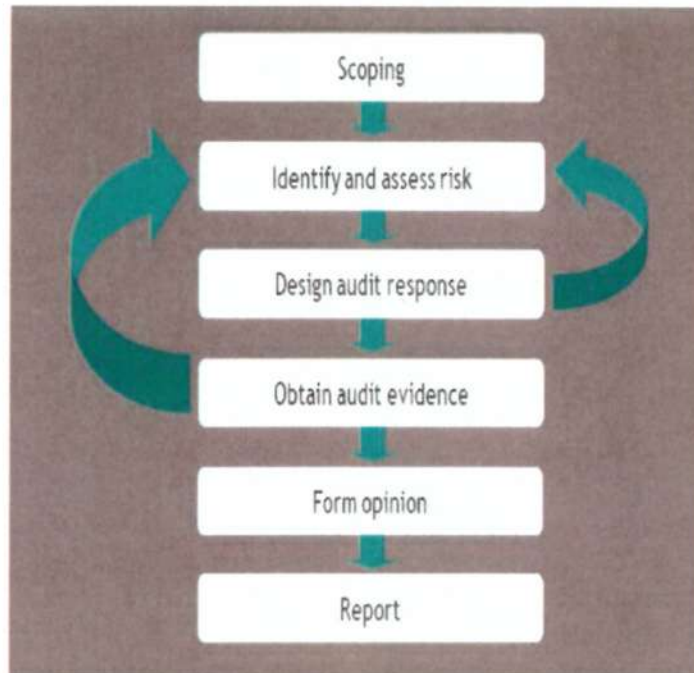 Scoping
Identify and assess risk
Design audit response
Obtain audit evidence
Form opinion
Report